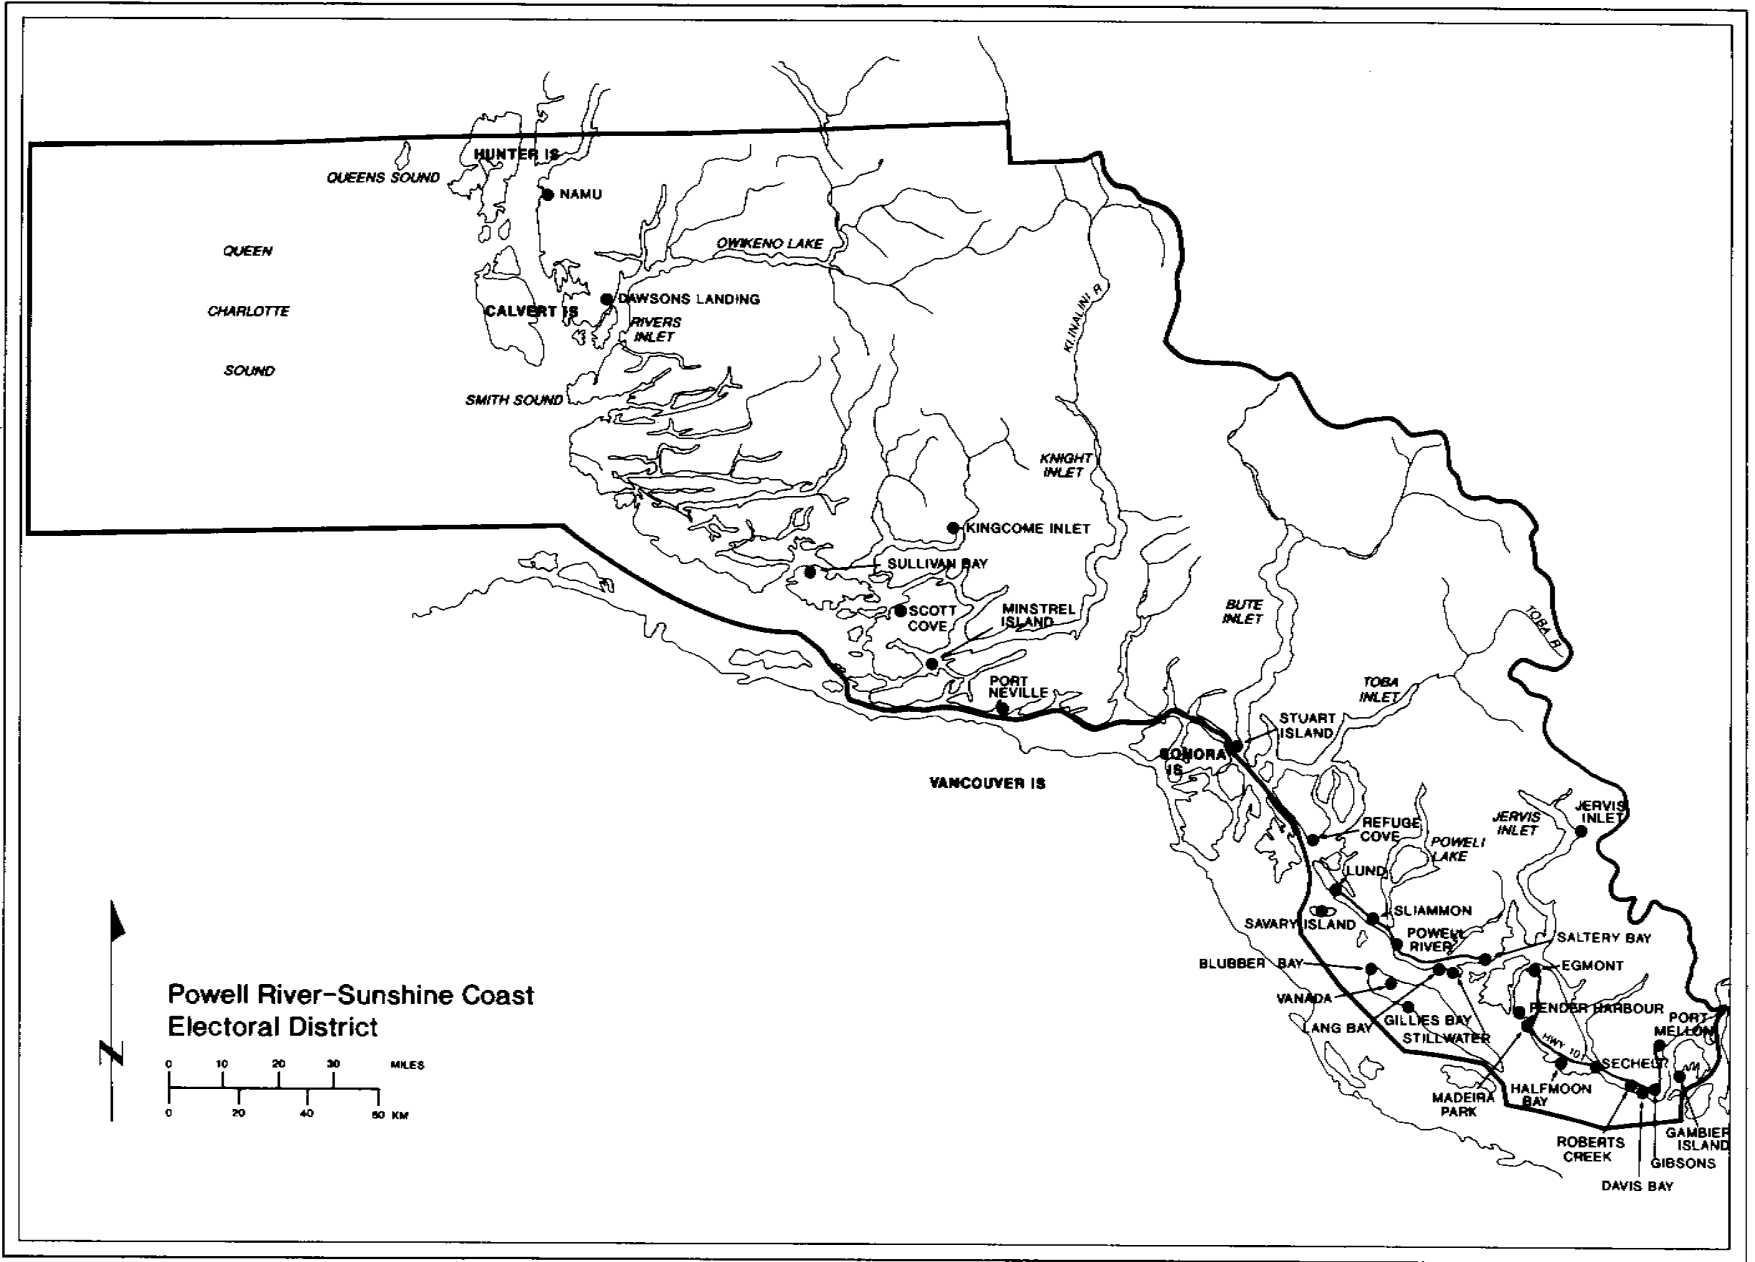 HUNTER IS
QUEENS SOUND
NAMU
QUEEN
CHARLOTTE
SOUND
OWIKENO LAKE
DAWSONS LANDING
CALVERT IS
RIVERS
INLET
SMITH SOUND
KLINALINI R.
KNIGHT
INLET
KINGCOME INLET
SULLIVAN BAY
SCOTT
COVE
MINSTREL
ISLAND
PORT
NEVILLE
BUTE
INLET
TOBA R.
TOBA
INLET
STUART
ISLAND
SONORA
IS
VANCOUVER IS
REFUGE
COVE
POWELL
LAKE
JERVIS
INLET
JERVIS
INLET
LUND
SLIAMMON
SAVARY ISLAND
POWELL
RIVER
SALTERY BAY
BLUBBER BAY
EGMONT
VANADA
PENDER HARBOUR
LANG BAY
GILLIES BAY
STILLWATER
HWY 101
PORT
MELLON
SECHELT
MADEIRA
PARK
HALFMOON
BAY
ROBERTS
CREEK
GAMBIER
ISLAND
GIBSONS
DAVIS BAY
N
Powell River-Sunshine Coast
Electoral District
0 10 20 30 MILES
0 20 40 60 KM